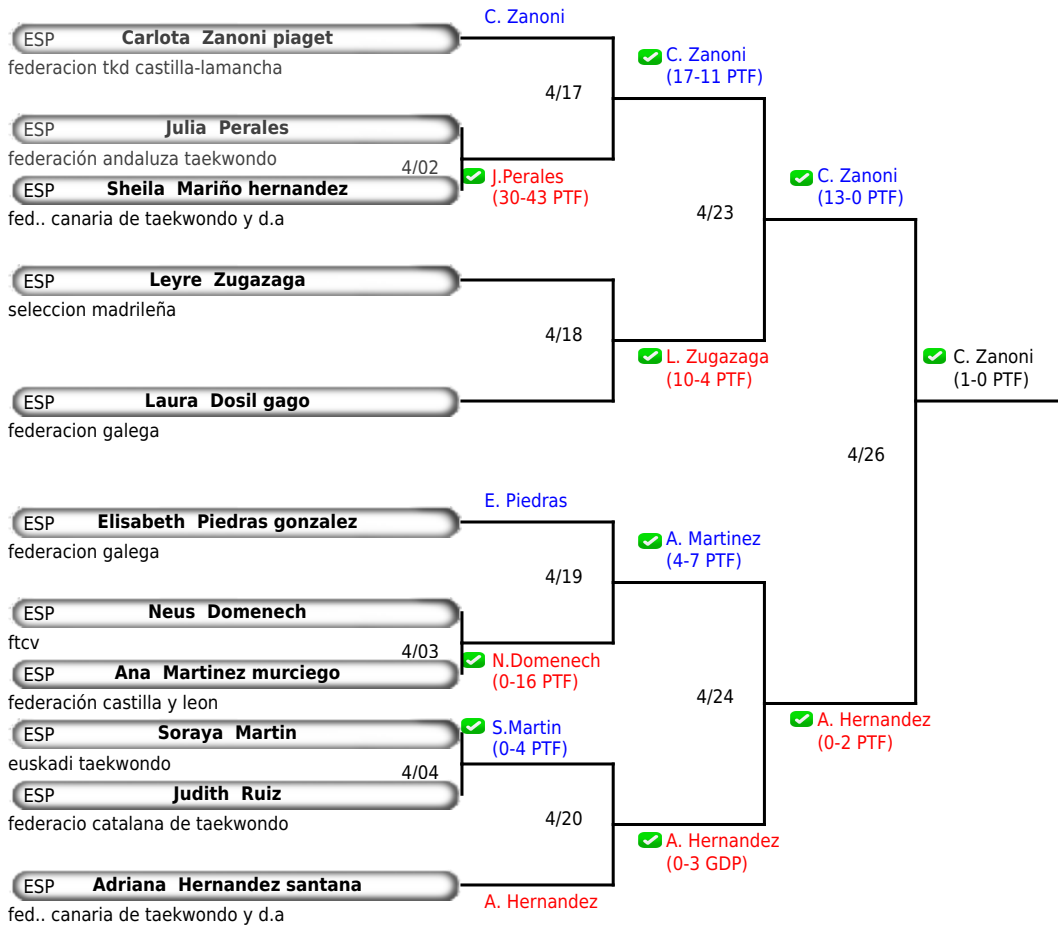 C. Zanoni
ESP Carlota Zanoni piaget
federacion tkd castilla-lamancha
C. Zanoni
(17-11 PTF)
4/17
ESP Julia Perales
federación andaluza taekwondo
4/02
J.Perales
(30-43 PTF)
ESP Sheila Mariño hernandez
fed.. canaria de taekwondo y d.a
C. Zanoni
(13-0 PTF)
4/23
ESP Leyre Zugazaga
seleccion madrileña
4/18
L. Zugazaga
(10-4 PTF)
ESP Laura Dosil gago
federacion galega
C. Zanoni
(1-0 PTF)
4/26
E. Piedras
ESP Elisabeth Piedras gonzalez
federacion galega
A. Martinez
(4-7 PTF)
4/19
ESP Neus Domenech
ftcv
4/03
N.Domenech
(0-16 PTF)
ESP Ana Martinez murciego
federación castilla y leon
4/24
A. Hernandez
(0-2 PTF)
ESP Soraya Martin
euskadi taekwondo
S.Martin
(0-4 PTF)
4/04
ESP Judith Ruiz
federacio catalana de taekwondo
4/20
A. Hernandez
(0-3 GDP)
ESP Adriana Hernandez santana
fed.. canaria de taekwondo y d.a
A. Hernandez